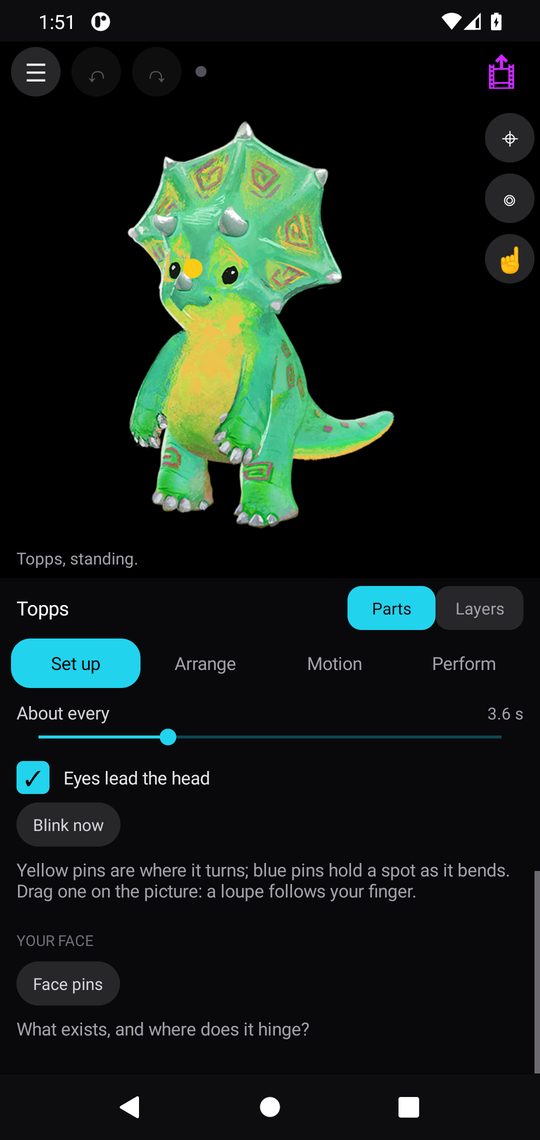 1:51
Topps, standing.
Topps
Parts
Layers
Set up
Arrange
Motion
Perform
About every
3.6 s
Eyes lead the head
Blink now
Yellow pins are where it turns; blue pins hold a spot as it bends.
Drag one on the picture: a loupe follows your finger.
YOUR FACE
Face pins
What exists, and where does it hinge?